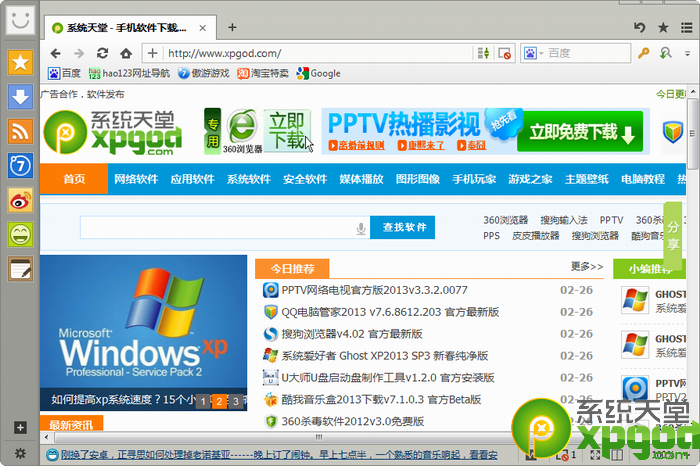 系统天堂 - 手机软件下载...
http://www.xpgod.com/
百度
百度 hao123网址导航 傲游游戏 淘宝特卖 Google
广告合作，软件发布
今日更
系统天堂
xpgod
.com
专用
360浏览器
立即下载
PPTV热播影视
抢先看
立即免费下载
首页 网络软件 应用软件 系统软件 安全软件 媒体播放 图形图像 手机玩家 游戏之家 主题壁纸 电脑教程 热
查找软件
360浏览器 搜狗输入法 PPTV 360杀
PPS 皮皮播放器 搜狗浏览器 酷狗音乐
分享
Microsoft
Windows xp
Professional - Service Pack 2
如何提高xp系统速度？15个小
1 2 3
最新资讯
今日推荐
更多>>
PPTV网络电视官方版2013v3.3.2.0077 02-26
QQ电脑管家2013 v7.6.8612.203 官方最新版 02-26
搜狗浏览器v4.02 官方最新版 02-26
系统爱好者 Ghost XP2013 SP3 新春纯净版 02-26
U大师U盘启动盘制作工具v1.2.0 官方安装版 02-26
酷我音乐盒2013下载v7.1.0.3 官方Beta版 02-26
360杀毒软件2012v3.0免费版
小编推荐
GHOST
系统爱
GHOST
系统爱
PPTV网
PPTV2
系统天堂
xpgod
.com
刚换了安卓，正寻思如何处理掉老诺基亚------晚上订了闹钟。早上七点半，一个熟悉的音乐响起，看看安